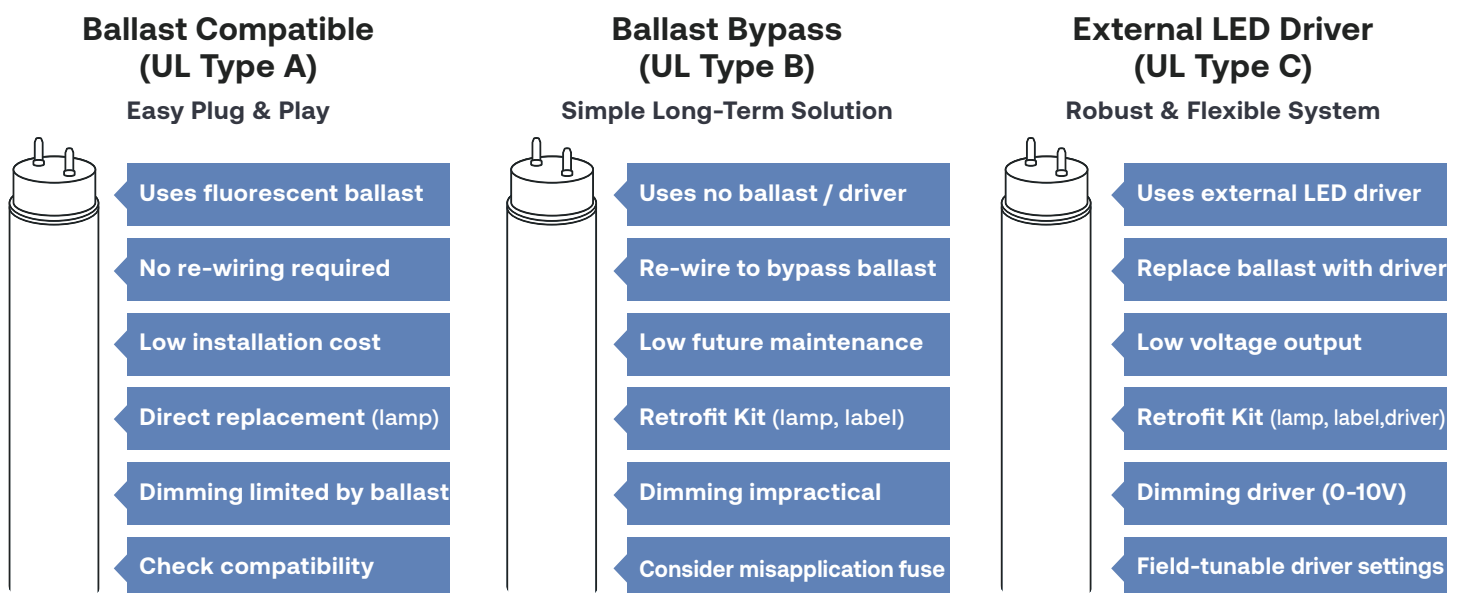 Ballast Compatible
(UL Type A)
Easy Plug & Play
Uses fluorescent ballast
No re-wiring required
Low installation cost
Direct replacement (lamp)
Dimming limited by ballast
Check compatibility
Ballast Bypass
(UL Type B)
Simple Long-Term Solution
Uses no ballast / driver
Re-wire to bypass ballast
Low future maintenance
Retrofit Kit (lamp, label)
Dimming impractical
Consider misapplication fuse
External LED Driver
(UL Type C)
Robust & Flexible System
Uses external LED driver
Replace ballast with driver
Low voltage output
Retrofit Kit (lamp, label,driver)
Dimming driver (0-10V)
Field-tunable driver settings